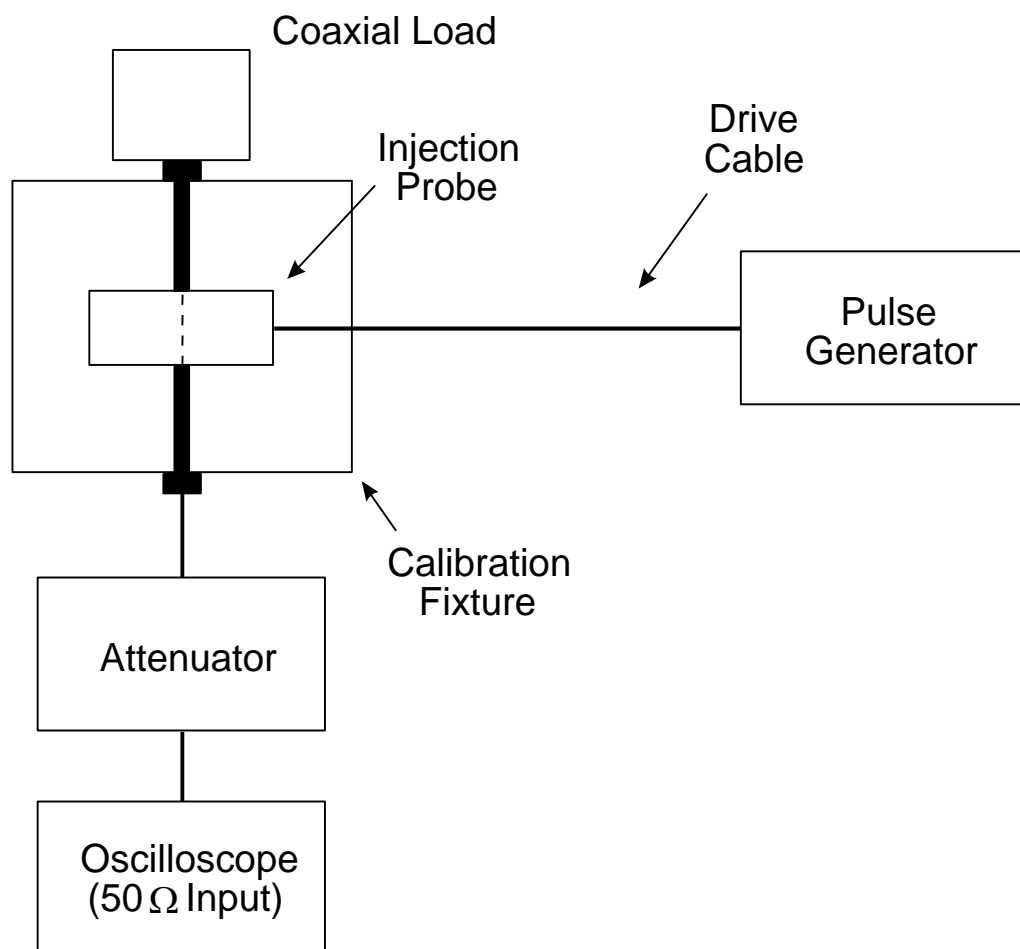 Coaxial Load
Injection
Probe
Drive
Cable
Pulse
Generator
Calibration
Fixture
Attenuator
Oscilloscope
(50 Ω Input)